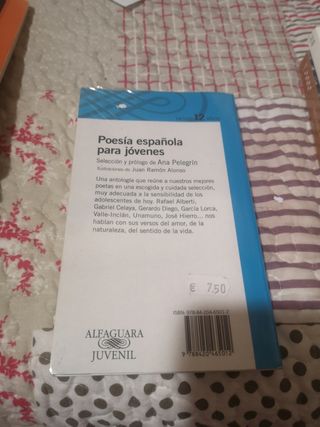 12
Poesía española
para jóvenes
Selección y prólogo de Ana Pelegrín
Ilustraciones de Juan Ramón Alonso
Una antología que reúne a nuestros mejores
poetas en una escogida y cuidada selección,
muy adecuada a la sensibilidad de los
adolescentes de hoy. Rafael Alberti,
Gabriel Celaya, Gerardo Diego, García Lorca,
Valle-Inclán, Unamuno, José Hierro... nos
hablan con sus versos del amor, de la
naturaleza, del sentido de la vida.
€ 7.50
ALFAGUARA
JUVENIL
9788420465012